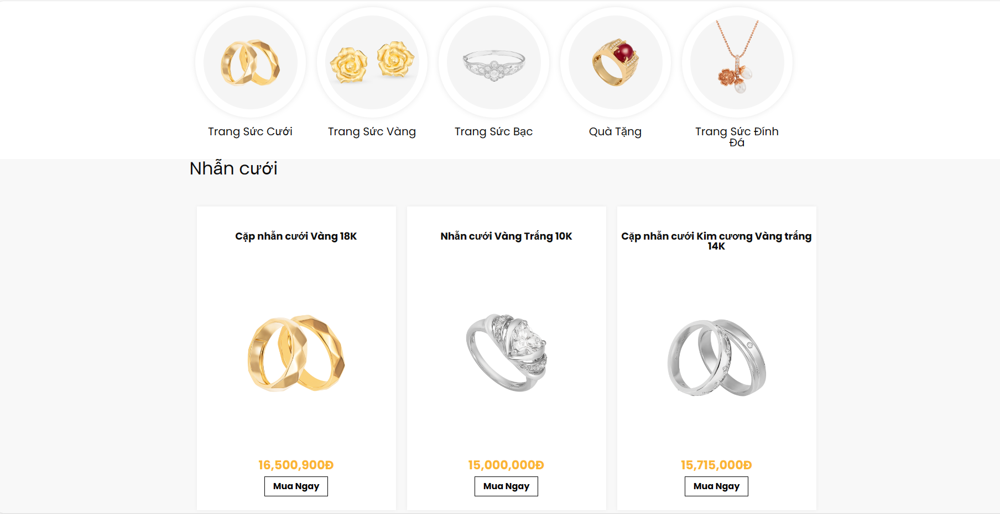 Trang Sức Cưới
Trang Sức Vàng
Trang Sức Bạc
Quà Tặng
Trang Sức Đính
Đá
Nhẫn cưới
Cặp nhẫn cưới Vàng 18K
Nhẫn cưới Vàng Trắng 10K
Cặp nhẫn cưới Kim cương Vàng trắng
14K
16,500,900Đ
15,000,000Đ
15,715,000Đ
Mua Ngay
Mua Ngay
Mua Ngay